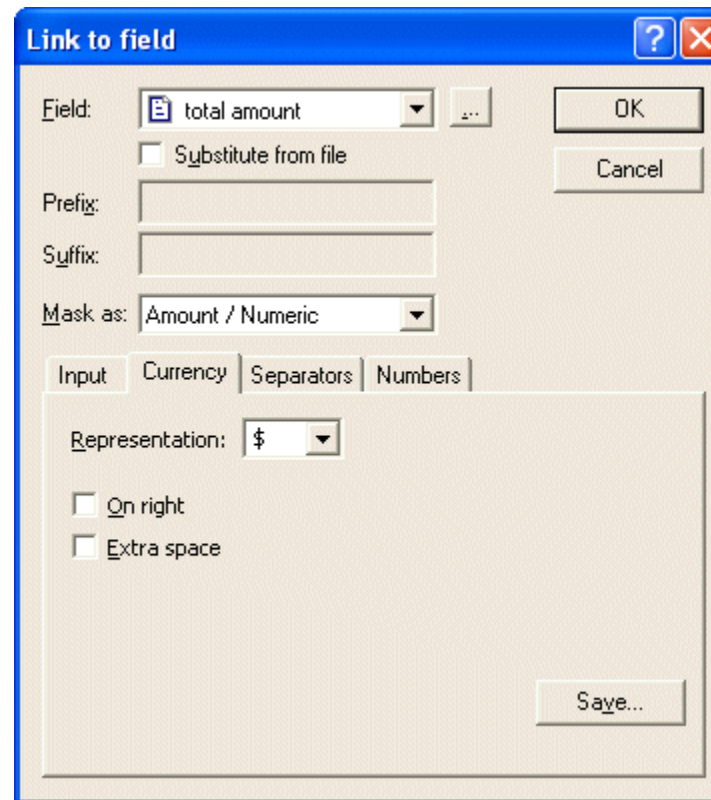 Link to field
Field: total amount ... OK
Substitute from file
Cancel
Prefix:
Suffix:
Mask as: Amount / Numeric
Input Currency Separators Numbers
Representation: $
On right
Extra space
Save...